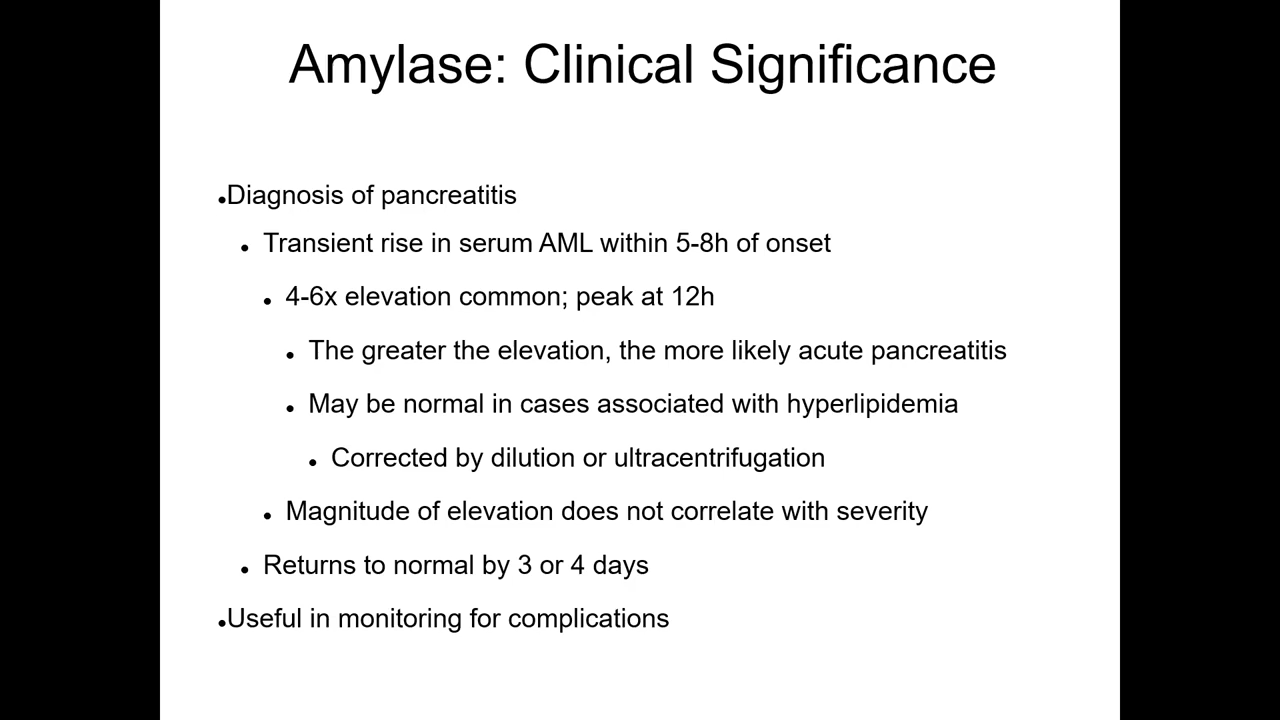 Amylase: Clinical Significance
•Diagnosis of pancreatitis
• Transient rise in serum AML within 5-8h of onset
• 4-6x elevation common; peak at 12h
• The greater the elevation, the more likely acute pancreatitis
• May be normal in cases associated with hyperlipidemia
• Corrected by dilution or ultracentrifugation
• Magnitude of elevation does not correlate with severity
• Returns to normal by 3 or 4 days
•Useful in monitoring for complications